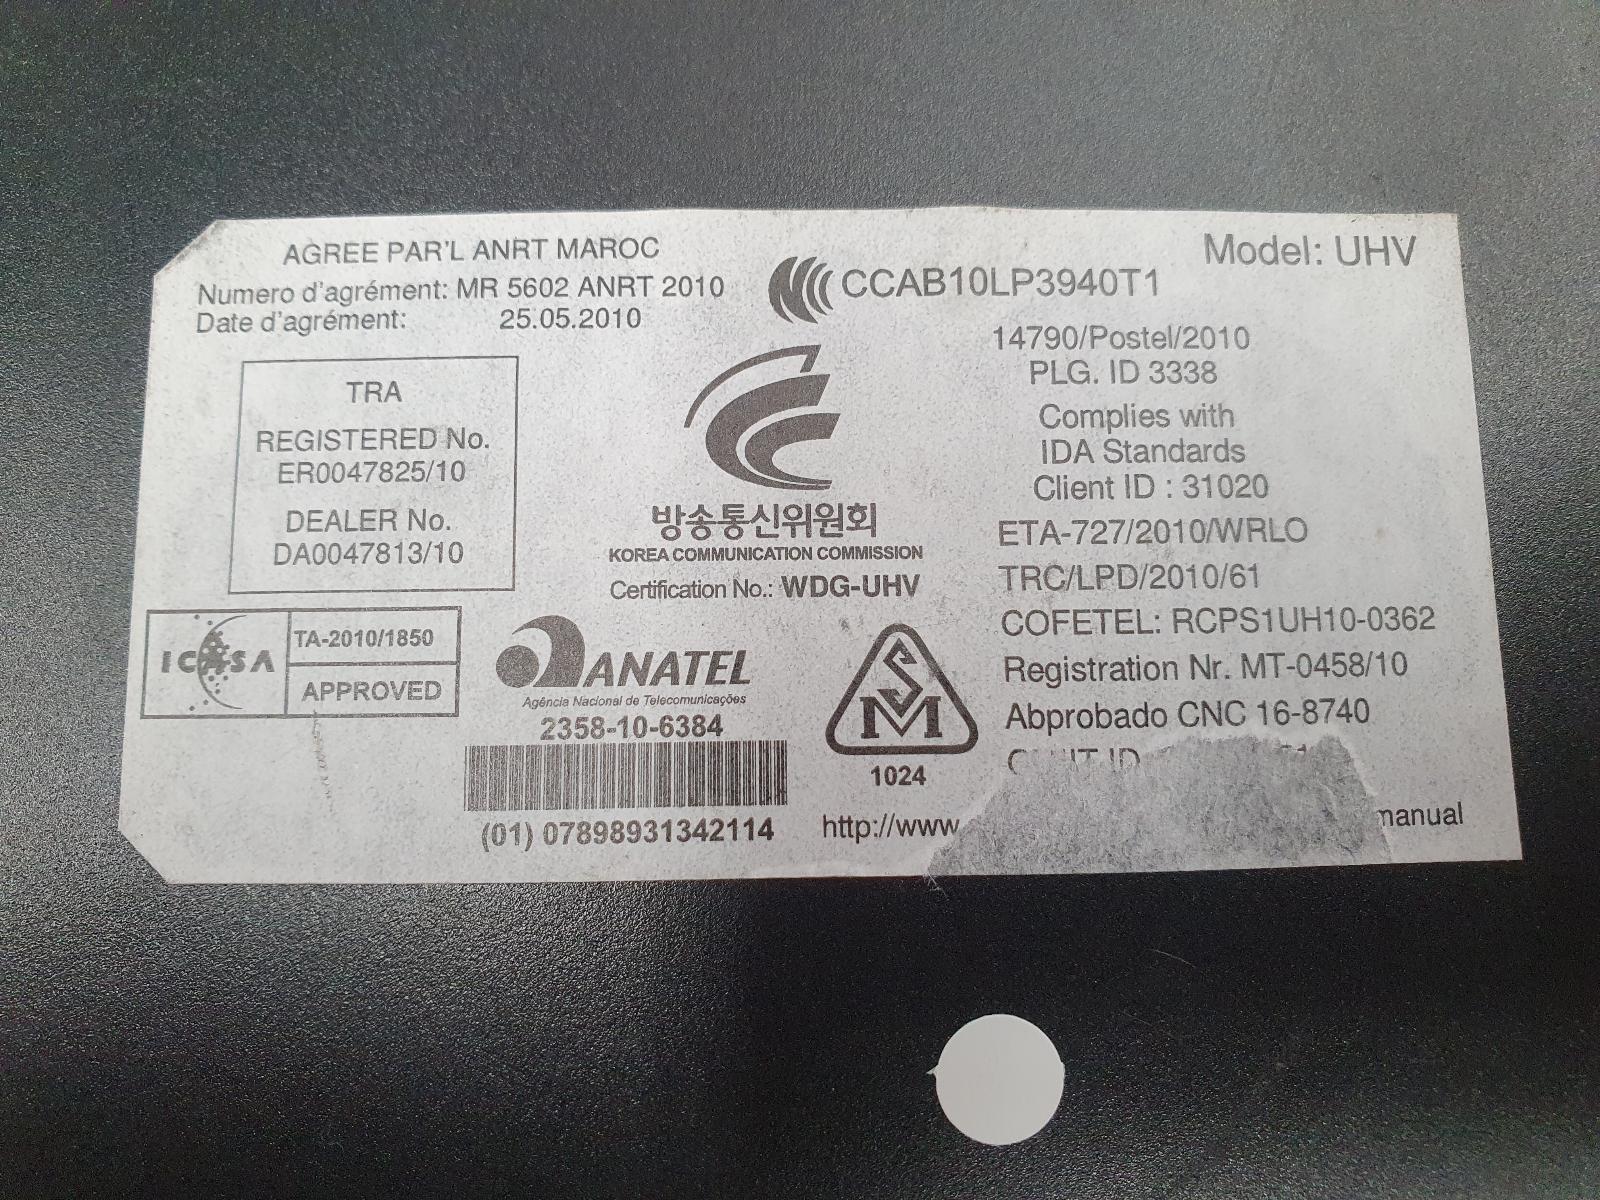 AGREE PAR'L ANRT MAROC
Numero d'agrément: MR 5602 ANRT 2010
Date d'agrément: 25.05.2010
CCAB10LP3940T1
Model: UHV
TRA
REGISTERED No.
ER0047825/10
DEALER No.
DA0047813/10
ICASA
TA-2010/1850
APPROVED
방송통신위원회
KOREA COMMUNICATION COMMISSION
Certification No.: WDG-UHV
ANATEL
Agência Nacional de Telecomunicações
2358-10-6384
(01) 07898931342114
SM
1024
14790/Postel/2010
PLG. ID 3338
Complies with
IDA Standards
Client ID : 31020
ETA-727/2010/WRLO
TRC/LPD/2010/61
COFETEL: RCPS1UH10-0362
Registration Nr. MT-0458/10
Abprobado CNC 16-8740
ID
http://www
manual